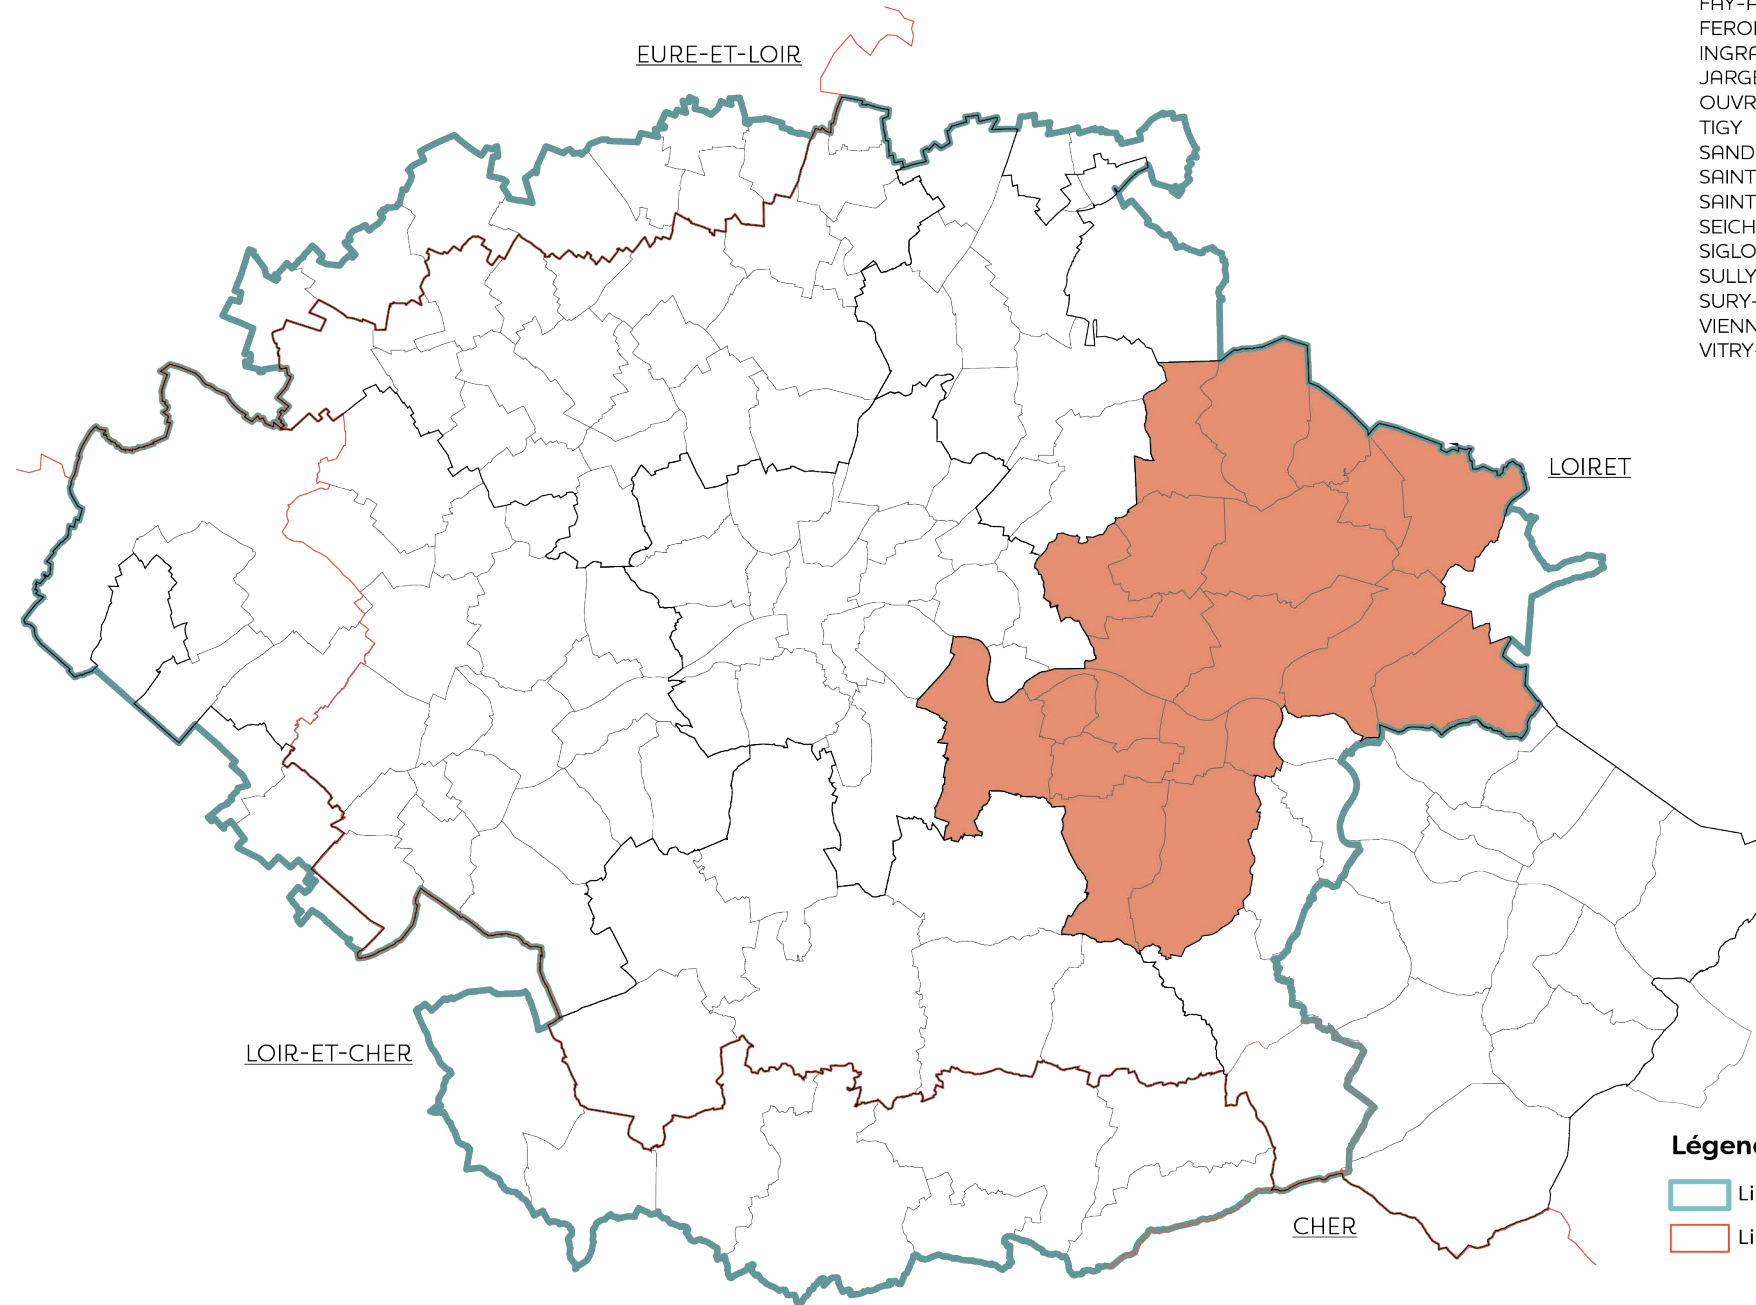 EURE-ET-LOIR
FEROI
INGRA
JARGE
OUVR
TIGY
SAND
SAINT
SAINT
SEICH
SIGLO
SULLY
SURY-
VIENN
VITRY-
LOIRET
LOIR-ET-CHER
CHER
Légen
Li
Li